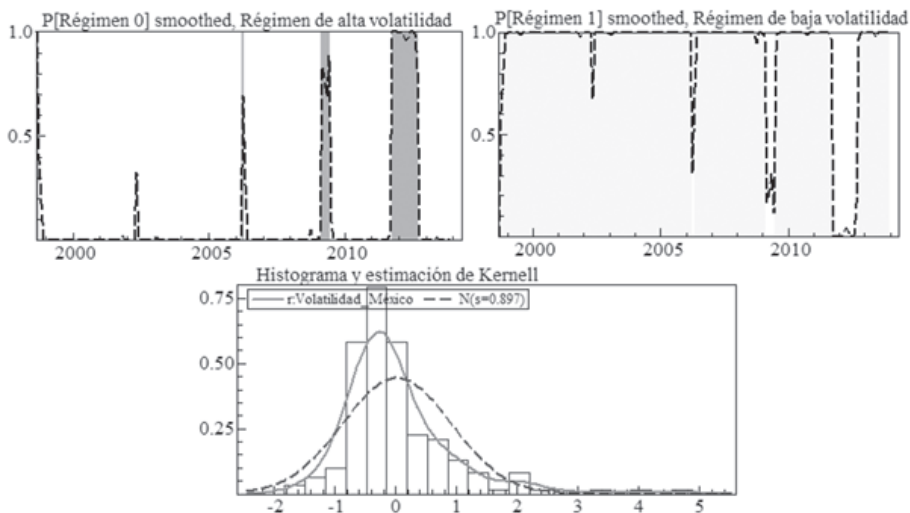 P[Régimen 0] smoothed, Régimen de alta volatilidad
1.0
0.5
2000 2005 2010
P[Régimen 1] smoothed, Régimen de baja volatilidad
1.0
0.5
2000 2005 2010
Histograma y estimación de Kernell
r:Volatilidad_México N(s=0.897)
0.75
0.50
0.25
-2 -1 0 1 2 3 4 5